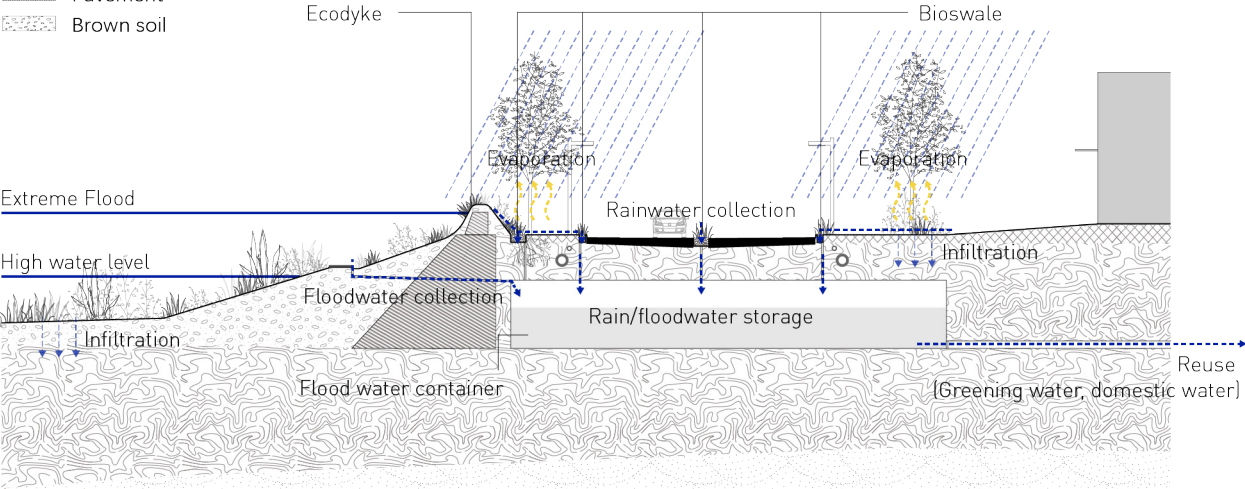 Pavement
Brown soil
Ecodyke
Bioswale
Evaporation
Evaporation
Extreme Flood
Rainwater collection
High water level
Infiltration
Floodwater collection
Rain/floodwater storage
Infiltration
Reuse
Flood water container
(Greening water, domestic water)